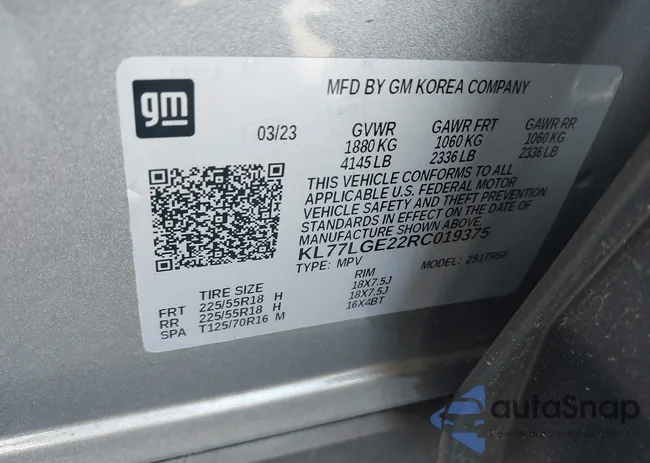 gm
MFD BY GM KOREA COMPANY
03/23 GVWR GAWR FRT GAWR RR
1880 KG 1060 KG 1060 KG
4145 LB 2336 LB 2336 LB
THIS VEHICLE CONFORMS TO ALL
APPLICABLE U.S. FEDERAL MOTOR
VEHICLE SAFETY AND THEFT PREVENTION
STANDARDS IN EFFECT ON THE DATE OF
MANUFACTURE SHOWN ABOVE.
KL77LGE22RC019375
TYPE: MPV MODEL: 251TR58
TIRE SIZE RIM
FRT 225/55R18 H 18X7.5J
RR 225/55R18 H 18X7.5J
SPA T125/70R16 M 16X4BT
autoSnap